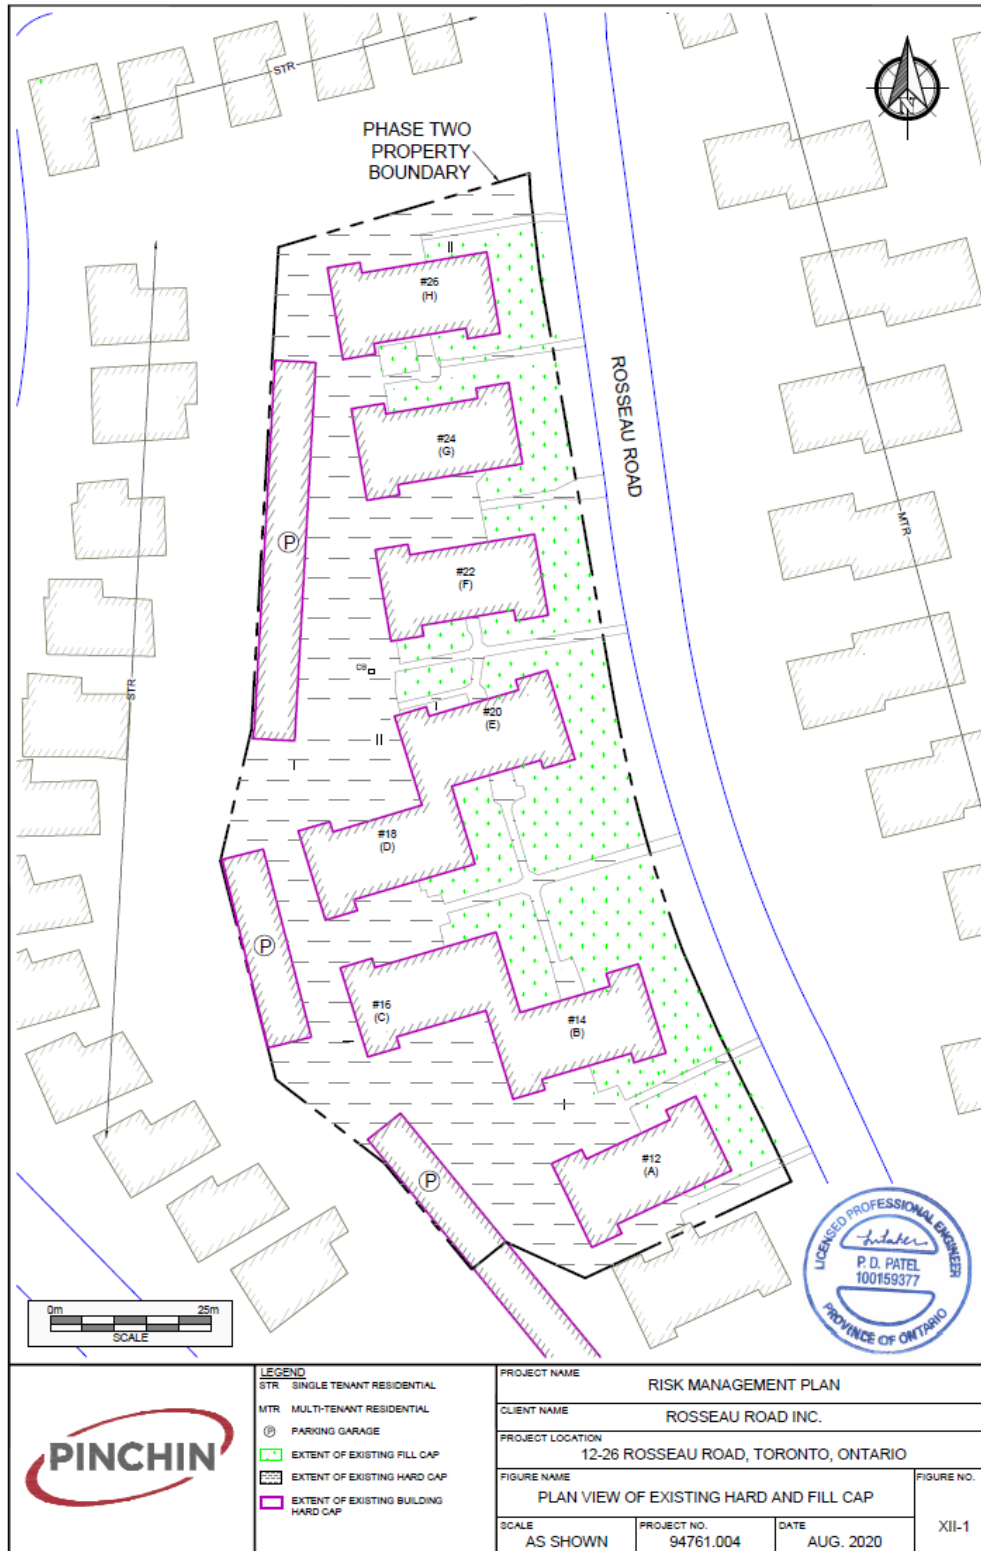 STR
PHASE TWO
PROPERTY
BOUNDARY
N
#26
(H)
ROSSEAU ROAD
#24
(G)
MTR
P
#22
(F)
CB
STR
#20
(E)
#18
(D)
P
#16
(C)
#14
(B)
#12
(A)
P
LICENSED PROFESSIONAL ENGINEER
P. D. PATEL
100159377
PROVINCE OF ONTARIO
0m 25m
SCALE
PINCHIN
LEGEND
STR SINGLE TENANT RESIDENTIAL
MTR MULTI-TENANT RESIDENTIAL
P PARKING GARAGE
EXTENT OF EXISTING FILL CAP
EXTENT OF EXISTING HARD CAP
EXTENT OF EXISTING BUILDING
HARD CAP
PROJECT NAME
RISK MANAGEMENT PLAN
CLIENT NAME
ROSSEAU ROAD INC.
PROJECT LOCATION
12-26 ROSSEAU ROAD, TORONTO, ONTARIO
FIGURE NAME
PLAN VIEW OF EXISTING HARD AND FILL CAP
FIGURE NO.
XII-1
SCALE
AS SHOWN
PROJECT NO.
94761.004
DATE
AUG. 2020